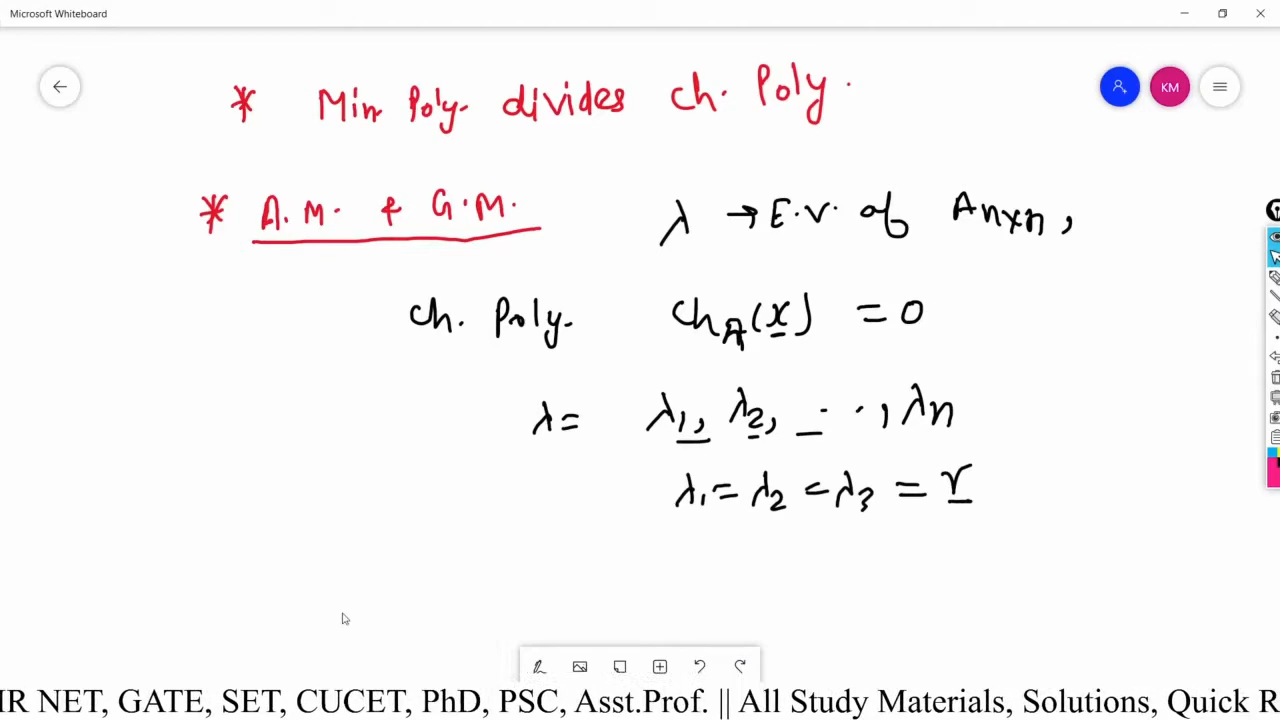 Microsoft Whiteboard
* Min Poly. divides ch. Poly.
KM
* A.M. & G.M. λ → E.V. of An×n,
ch. Poly. ChA(x) = 0
λ = λ1, λ2, - - ·, λn
λ1 = λ2 = λ3 = r
IR NET, GATE, SET, CUCET, PhD, PSC, Asst.Prof. || All Study Materials, Solutions, Quick R